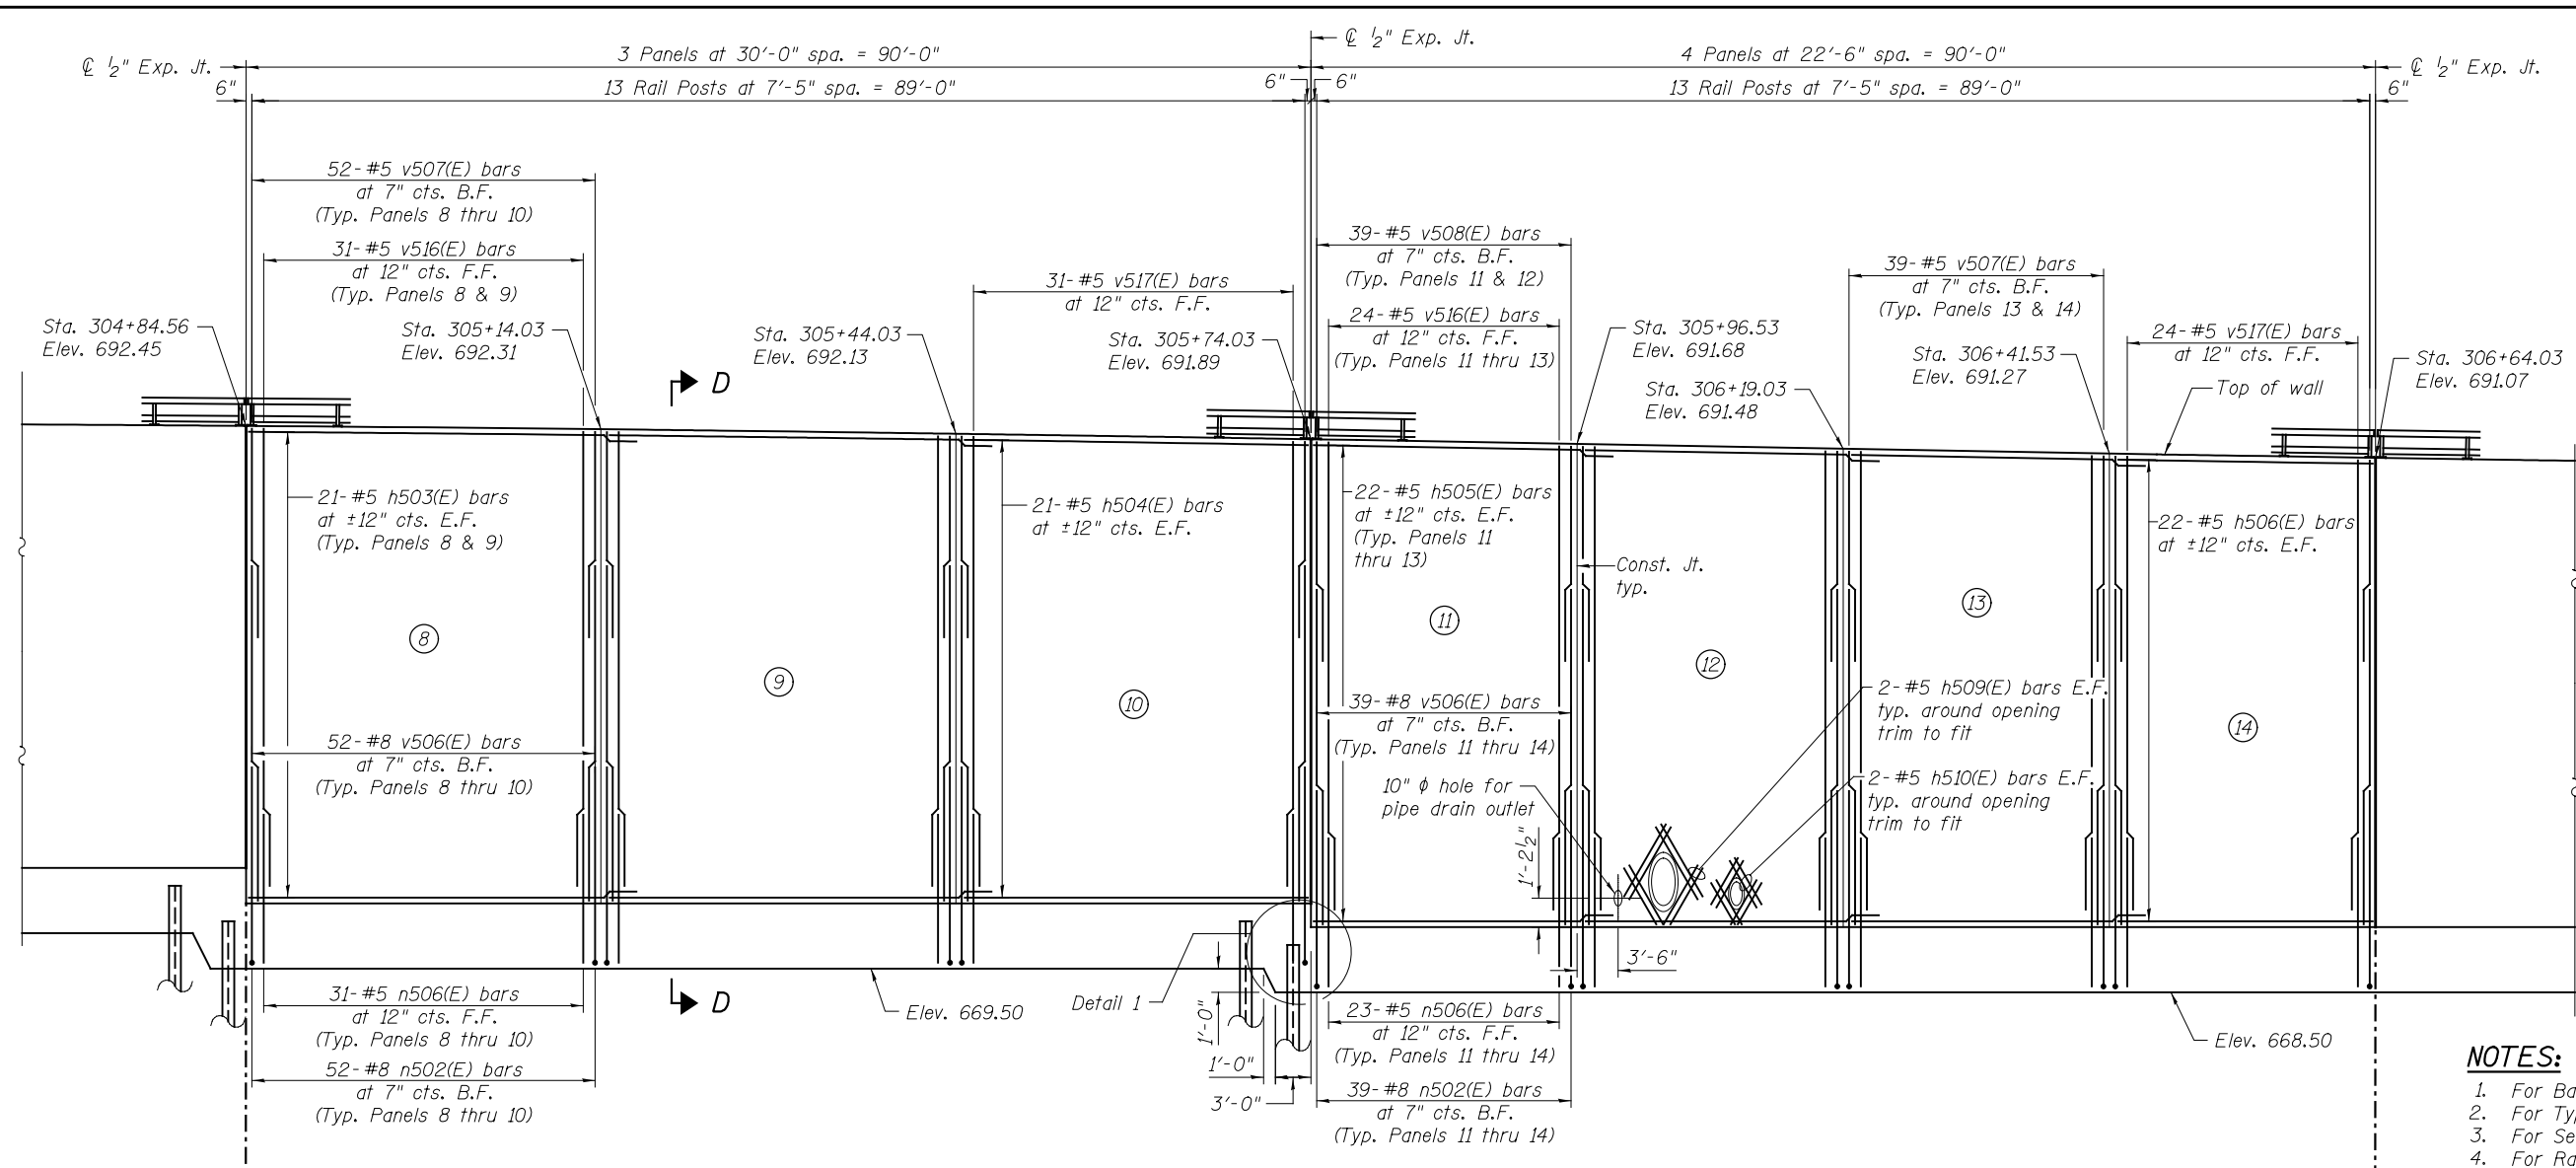 ℄ ½" Exp. Jt.
3 Panels at 30'-0" spa. = 90'-0"
℄ ½" Exp. Jt.
4 Panels at 22'-6" spa. = 90'-0"
℄ ½" Exp. Jt.
6"
13 Rail Posts at 7'-5" spa. = 89'-0"
6"
6"
13 Rail Posts at 7'-5" spa. = 89'-0"
6"
52-#5 v507(E) bars
at 7" cts. B.F.
(Typ. Panels 8 thru 10)
31-#5 v516(E) bars
at 12" cts. F.F.
(Typ. Panels 8 & 9)
31-#5 v517(E) bars
at 12" cts. F.F.
39-#5 v508(E) bars
at 7" cts. B.F.
(Typ. Panels 11 & 12)
24-#5 v516(E) bars
at 12" cts. F.F.
(Typ. Panels 11 thru 13)
39-#5 v507(E) bars
at 7" cts. B.F.
(Typ. Panels 13 & 14)
24-#5 v517(E) bars
at 12" cts. F.F.
Sta. 304+84.56
Elev. 692.45
Sta. 305+14.03
Elev. 692.31
Sta. 305+44.03
Elev. 692.13
Sta. 305+74.03
Elev. 691.89
Sta. 305+96.53
Elev. 691.68
Sta. 306+19.03
Elev. 691.48
Sta. 306+41.53
Elev. 691.27
Sta. 306+64.03
Elev. 691.07
Top of wall
D
21-#5 h503(E) bars
at ±12" cts. E.F.
(Typ. Panels 8 & 9)
21-#5 h504(E) bars
at ±12" cts. E.F.
22-#5 h505(E) bars
at ±12" cts. E.F.
(Typ. Panels 11
thru 13)
22-#5 h506(E) bars
at ±12" cts. E.F.
Const. Jt.
typ.
8
9
10
11
12
13
14
52-#8 v506(E) bars
at 7" cts. B.F.
(Typ. Panels 8 thru 10)
39-#8 v506(E) bars
at 7" cts. B.F.
(Typ. Panels 11 thru 14)
10" ϕ hole for
pipe drain outlet
1'-2½"
2-#5 h509(E) bars E.F.
typ. around opening
trim to fit
2-#5 h510(E) bars E.F.
typ. around opening
trim to fit
3'-6"
31-#5 n506(E) bars
at 12" cts. F.F.
(Typ. Panels 8 thru 10)
52-#8 n502(E) bars
at 7" cts. B.F.
(Typ. Panels 8 thru 10)
D
Elev. 669.50
Detail 1
1'-0"
1'-0"
3'-0"
23-#5 n506(E) bars
at 12" cts. F.F.
(Typ. Panels 11 thru 14)
39-#8 n502(E) bars
at 7" cts. B.F.
(Typ. Panels 11 thru 14)
Elev. 668.50
NOTES:
1. For Ba
2. For Ty
3. For Se
4. For Ra